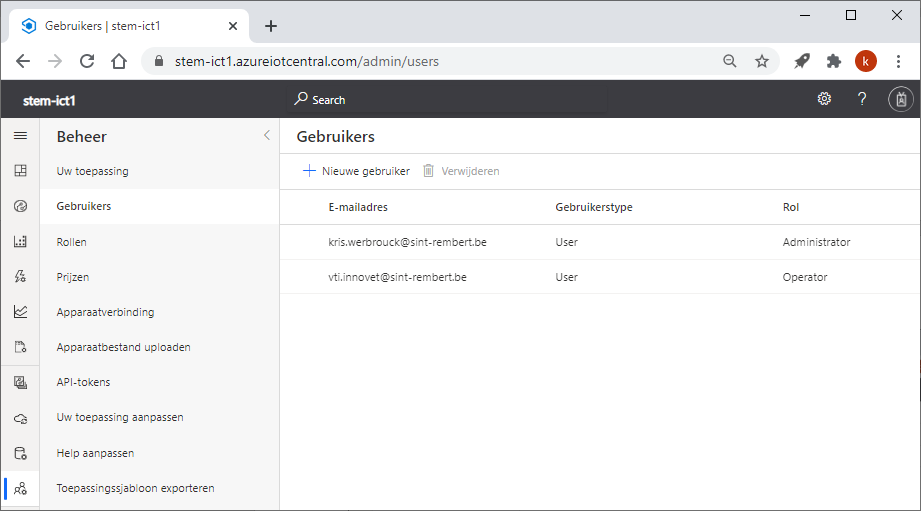 Gebruikers | stem-ict1
stem-ict1.azureiotcentral.com/admin/users
k
stem-ict1
Search
?
Beheer
Uw toepassing
Gebruikers
Rollen
Prijzen
Apparaatverbinding
Apparaatbestand uploaden
API-tokens
Uw toepassing aanpassen
Help aanpassen
Toepassingssjabloon exporteren
Gebruikers
Nieuwe gebruiker Verwijderen
E-mailadres Gebruikerstype Rol
kris.werbrouck@sint-rembert.be User Administrator
vti.innovet@sint-rembert.be User Operator